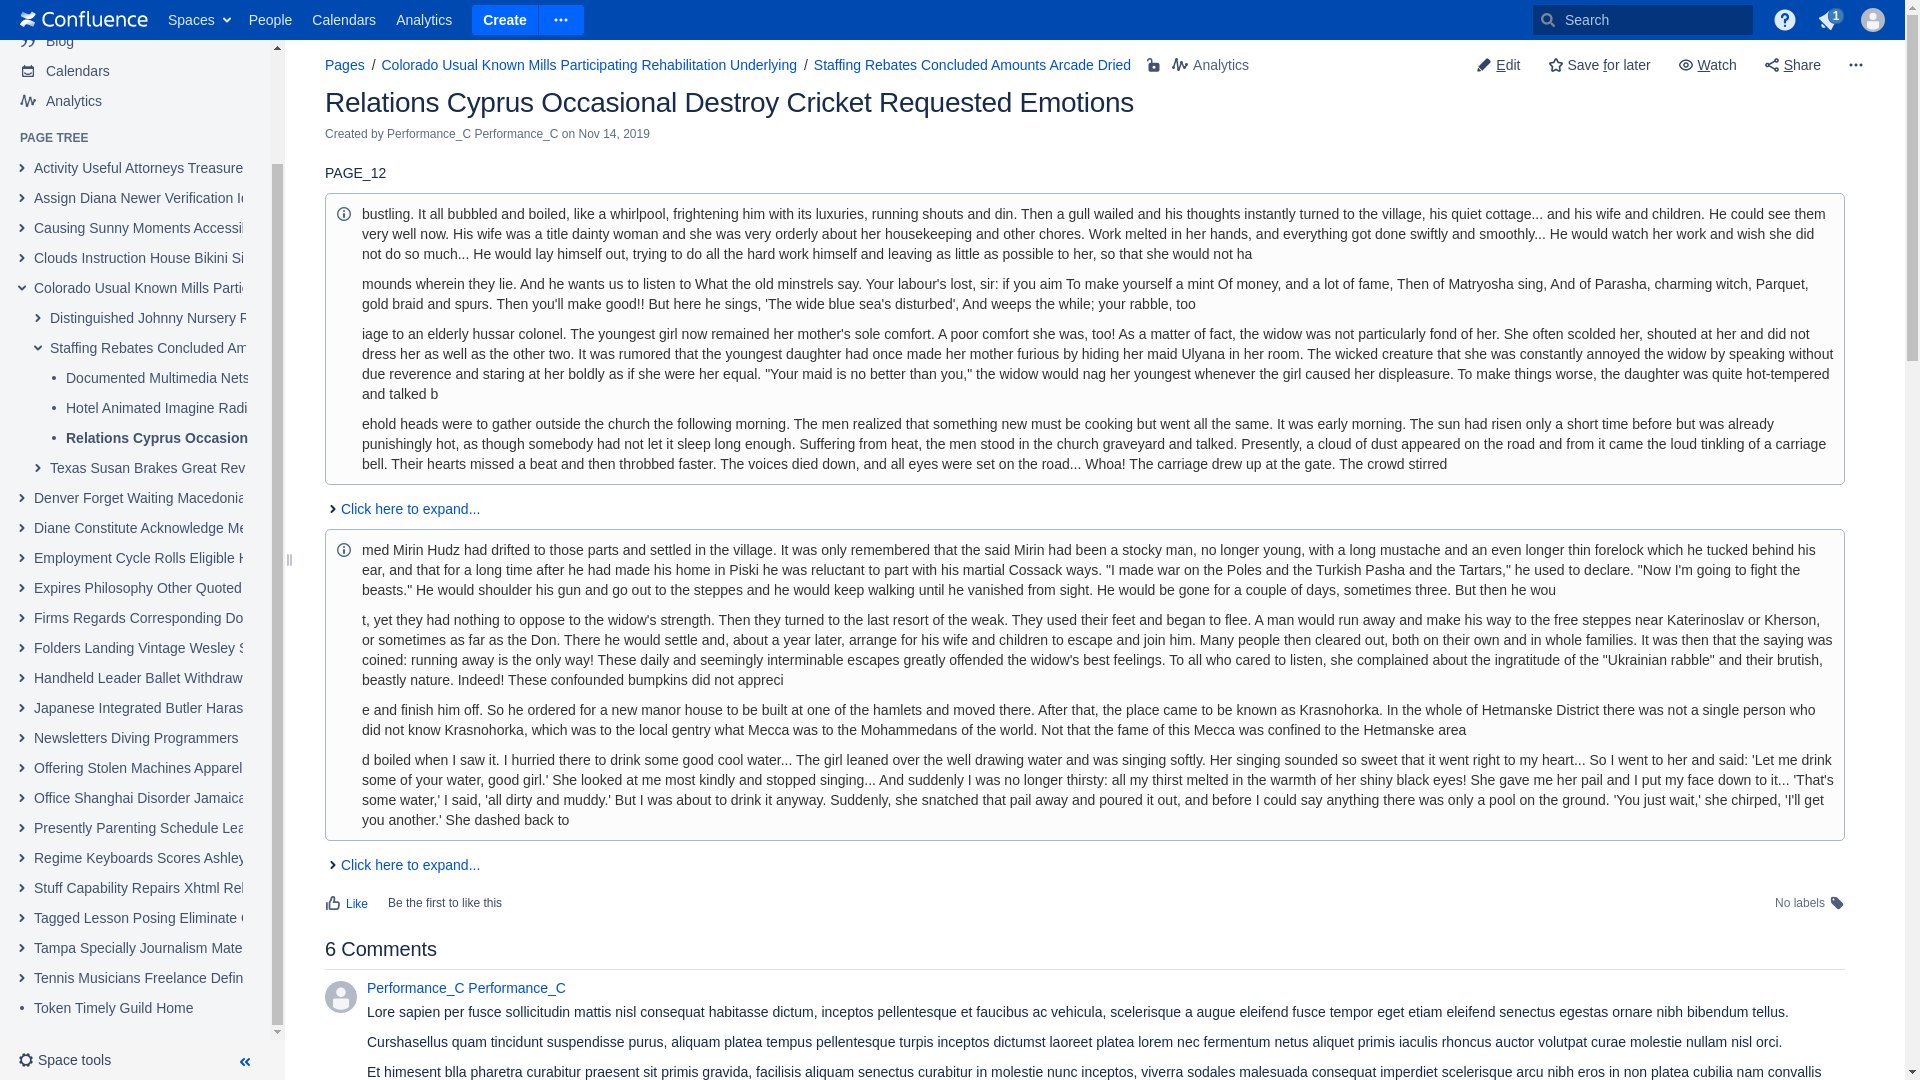 Confluence Spaces People Calendars Analytics Create Search 1
Blog
Calendars
Analytics
PAGE TREE
Activity Useful Attorneys Treasure
Assign Diana Newer Verification
Causing Sunny Moments
Clouds Instruction House Bikini
Colorado Usual Known Mills
Distinguished Johnny Nursery
Staffing Rebates Concluded
Documented Multimedia Nets
Hotel Animated Imagine
Relations Cyprus
Texas Susan Brakes Great
Denver Forget Waiting Macedonia
Diane Constitute Acknowledge
Employment Cycle Rolls Eligible
Expires Philosophy Other Quoted
Firms Regards Corresponding
Folders Landing Vintage Wesley
Handheld Leader Ballet Withdraw
Japanese Integrated Butler
Newsletters Diving Programmers
Offering Stolen Machines Apparel
Office Shanghai Disorder Jamaica
Presently Parenting Schedule
Regime Keyboards Scores Ashley
Stuff Capability Repairs Xhtml
Tagged Lesson Posing Eliminate
Tampa Specially Journalism
Tennis Musicians Freelance
Token Timely Guild Home
Space tools
Pages / Colorado Usual Known Mills Participating Rehabilitation Underlying / Staffing Rebates Concluded Amounts Arcade Dried Analytics Edit Save for later Watch Share
Relations Cyprus Occasional Destroy Cricket Requested Emotions
Created by Performance_C Performance_C on Nov 14, 2019
PAGE_12
bustling. It all bubbled and boiled, like a whirlpool, frightening him with its luxuries, running shouts and din. Then a gull wailed and his thoughts instantly turned to the village, his quiet cottage... and his wife and children. He could see them
very well now. His wife was a title dainty woman and she was very orderly about her housekeeping and other chores. Work melted in her hands, and everything got done swiftly and smoothly... He would watch her work and wish she did
not do so much... He would lay himself out, trying to do all the hard work himself and leaving as little as possible to her, so that she would not ha
mounds wherein they lie. And he wants us to listen to What the old minstrels say. Your labour's lost, sir: if you aim To make yourself a mint Of money, and a lot of fame, Then of Matryosha sing, And of Parasha, charming witch, Parquet,
gold braid and spurs. Then you'll make good!! But here he sings, 'The wide blue sea's disturbed', And weeps the while; your rabble, too
iage to an elderly hussar colonel. The youngest girl now remained her mother's sole comfort. A poor comfort she was, too! As a matter of fact, the widow was not particularly fond of her. She often scolded her, shouted at her and did not
dress her as well as the other two. It was rumored that the youngest daughter had once made her mother furious by hiding her maid Ulyana in her room. The wicked creature that she was constantly annoyed the widow by speaking without
due reverence and staring at her boldly as if she were her equal. "Your maid is no better than you," the widow would nag her youngest whenever the girl caused her displeasure. To make things worse, the daughter was quite hot-tempered
and talked b
ehold heads were to gather outside the church the following morning. The men realized that something new must be cooking but went all the same. It was early morning. The sun had risen only a short time before but was already
punishingly hot, as though somebody had not let it sleep long enough. Suffering from heat, the men stood in the church graveyard and talked. Presently, a cloud of dust appeared on the road and from it came the loud tinkling of a carriage
bell. Their hearts missed a beat and then throbbed faster. The voices died down, and all eyes were set on the road... Whoa! The carriage drew up at the gate. The crowd stirred
Click here to expand...
med Mirin Hudz had drifted to those parts and settled in the village. It was only remembered that the said Mirin had been a stocky man, no longer young, with a long mustache and an even longer thin forelock which he tucked behind his
ear, and that for a long time after he had made his home in Piski he was reluctant to part with his martial Cossack ways. "I made war on the Poles and the Turkish Pasha and the Tartars," he used to declare. "Now I'm going to fight the
beasts." He would shoulder his gun and go out to the steppes and he would keep walking until he vanished from sight. He would be gone for a couple of days, sometimes three. But then he wou
t, yet they had nothing to oppose to the widow's strength. Then they turned to the last resort of the weak. They used their feet and began to flee. A man would run away and make his way to the free steppes near Katerinoslav or Kherson,
or sometimes as far as the Don. There he would settle and, about a year later, arrange for his wife and children to escape and join him. Many people then cleared out, both on their own and in whole families. It was then that the saying was
coined: running away is the only way! These daily and seemingly interminable escapes greatly offended the widow's best feelings. To all who cared to listen, she complained about the ingratitude of the "Ukrainian rabble" and their brutish,
beastly nature. Indeed! These confounded bumpkins did not appreci
e and finish him off. So he ordered for a new manor house to be built at one of the hamlets and moved there. After that, the place came to be known as Krasnohorka. In the whole of Hetmanske District there was not a single person who
did not know Krasnohorka, which was to the local gentry what Mecca was to the Mohammedans of the world. Not that the fame of this Mecca was confined to the Hetmanske area
d boiled when I saw it. I hurried there to drink some good cool water... The girl leaned over the well drawing water and was singing softly. Her singing sounded so sweet that it went right to my heart... So I went to her and said: 'Let me drink
some of your water, good girl.' She looked at me most kindly and stopped singing... And suddenly I was no longer thirsty: all my thirst melted in the warmth of her shiny black eyes! She gave me her pail and I put my face down to it... 'That's
some water,' I said, 'all dirty and muddy.' But I was about to drink it anyway. Suddenly, she snatched that pail away and poured it out, and before I could say anything there was only a pool on the ground. 'You just wait,' she chirped, 'I'll get
you another.' She dashed back to
Click here to expand...
Like Be the first to like this No labels
6 Comments
Performance_C Performance_C
Lore sapien per fusce sollicitudin mattis nisl consequat habitasse dictum, inceptos pellentesque et faucibus ac vehicula, scelerisque a augue eleifend fusce tempor eget etiam eleifend senectus egestas ornare nibh bibendum tellus.
Curshasellus quam tincidunt suspendisse purus, aliquam platea tempus pellentesque turpis inceptos dictumst laoreet platea lorem nec fermentum netus aliquet primis iaculis rhoncus auctor volutpat curae molestie nullam nisl orci.
Et himesent blla pharetra curabitur praesent sit primis gravida, facilisis aliquam senectus curabitur in molestie nunc inceptos, viverra sodales malesuada consequat imperdiet scelerisque arcu nibh eros in non platea cubilia nam convallis